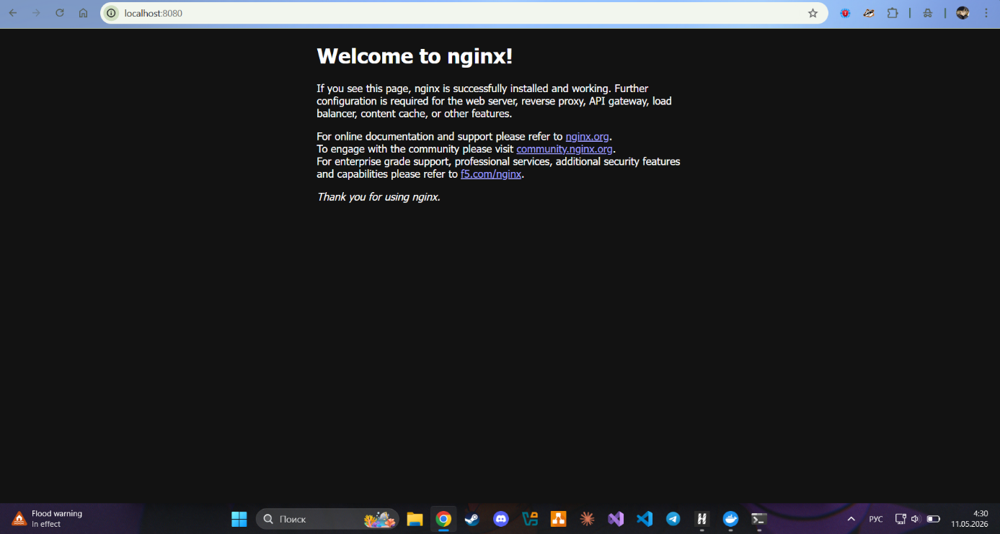 localhost:8080
Welcome to nginx!
If you see this page, nginx is successfully installed and working. Further
configuration is required for the web server, reverse proxy, API gateway, load
balancer, content cache, or other features.
For online documentation and support please refer to nginx.org.
To engage with the community please visit community.nginx.org.
For enterprise grade support, professional services, additional security features
and capabilities please refer to f5.com/nginx.
Thank you for using nginx.
Flood warning
In effect
Поиск
РУС
4:30
11.05.2026